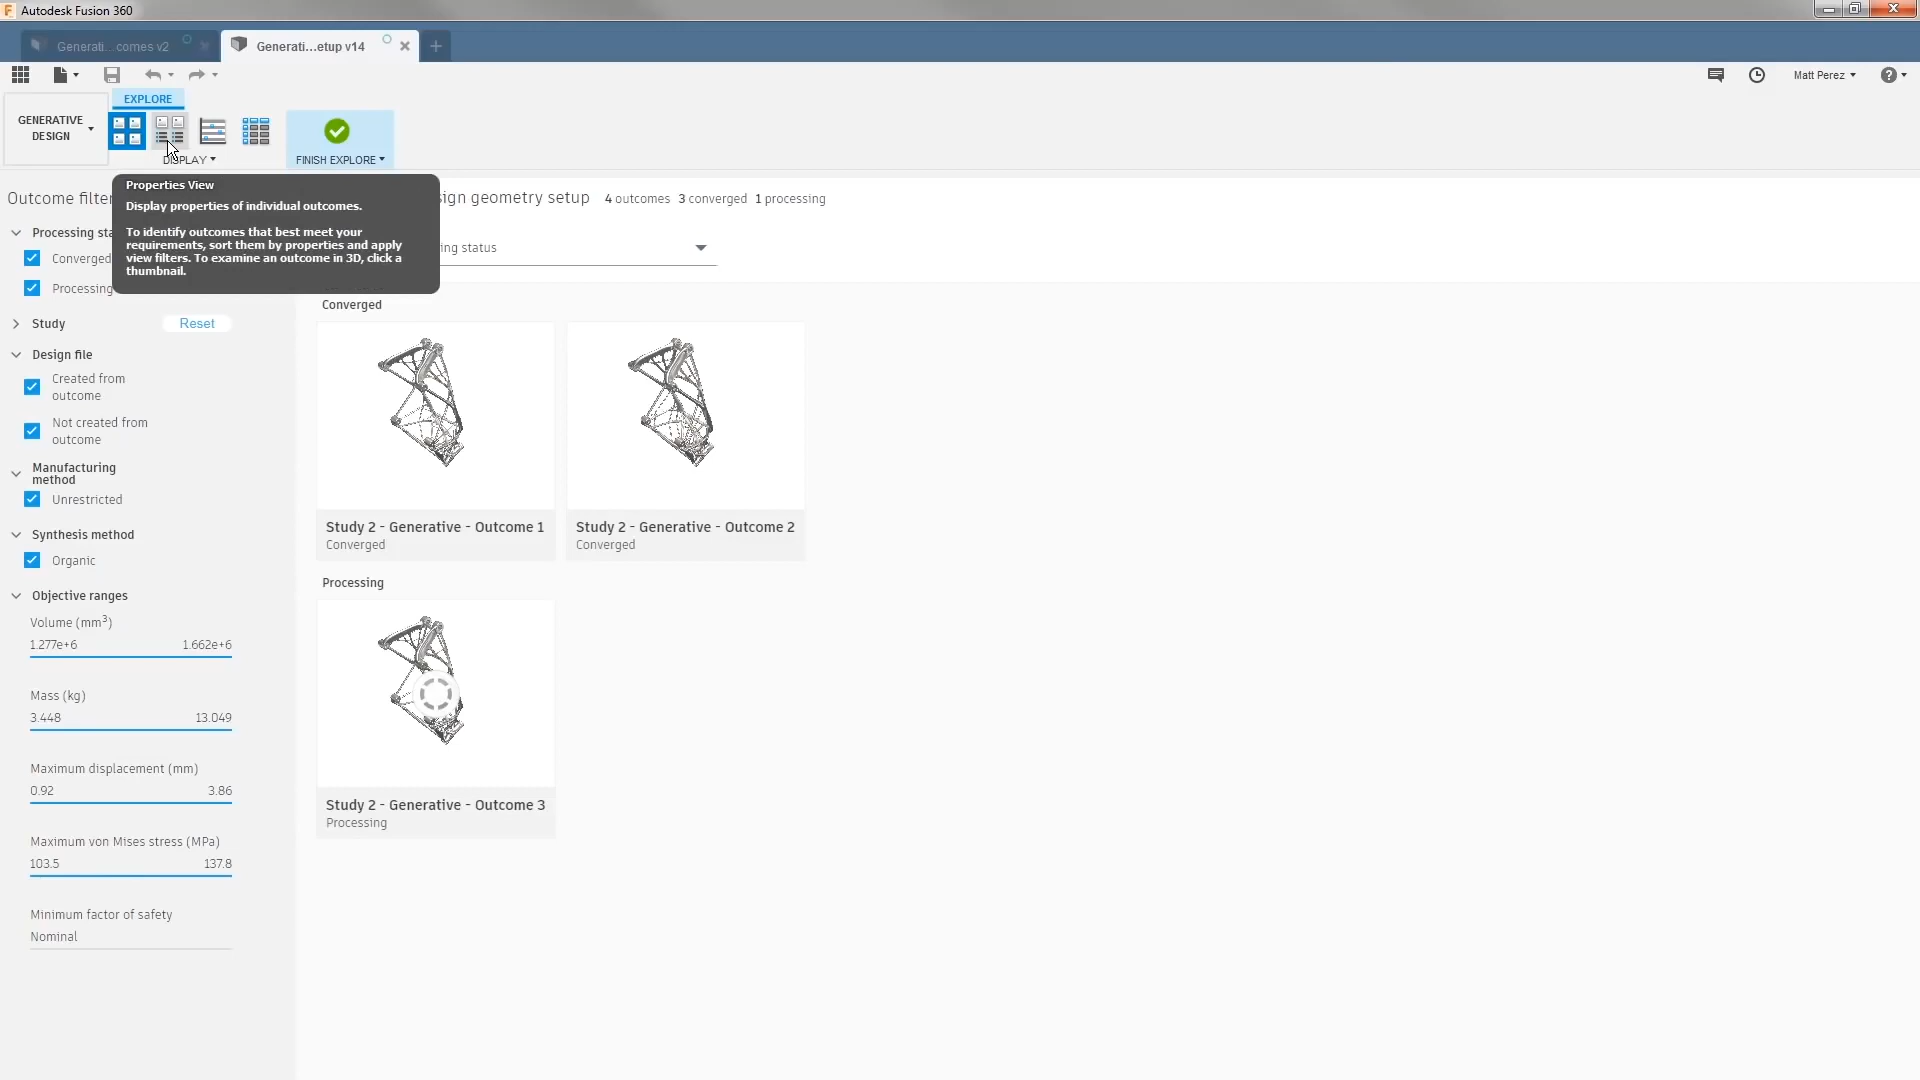 Autodesk Fusion 360
Generati...comes v2
Generati...etup v14
Matt Perez
EXPLORE
GENERATIVE
DESIGN
DISPLAY
FINISH EXPLORE
Properties View
Display properties of individual outcomes.
To identify outcomes that best meet your
requirements, sort them by properties and apply
view filters. To examine an outcome in 3D, click a
thumbnail.
Outcome filter
sign geometry setup 4 outcomes 3 converged 1 processing
ing status
Processing sta
Converged
Processing
Study Reset
Design file
Created from
outcome
Not created from
outcome
Manufacturing
method
Unrestricted
Synthesis method
Organic
Objective ranges
Volume (mm3)
1.277e+6 1.662e+6
Mass (kg)
3.448 13.049
Maximum displacement (mm)
0.92 3.86
Maximum von Mises stress (MPa)
103.5 137.8
Minimum factor of safety
Nominal
Converged
Study 2 - Generative - Outcome 1
Converged
Study 2 - Generative - Outcome 2
Converged
Processing
Study 2 - Generative - Outcome 3
Processing